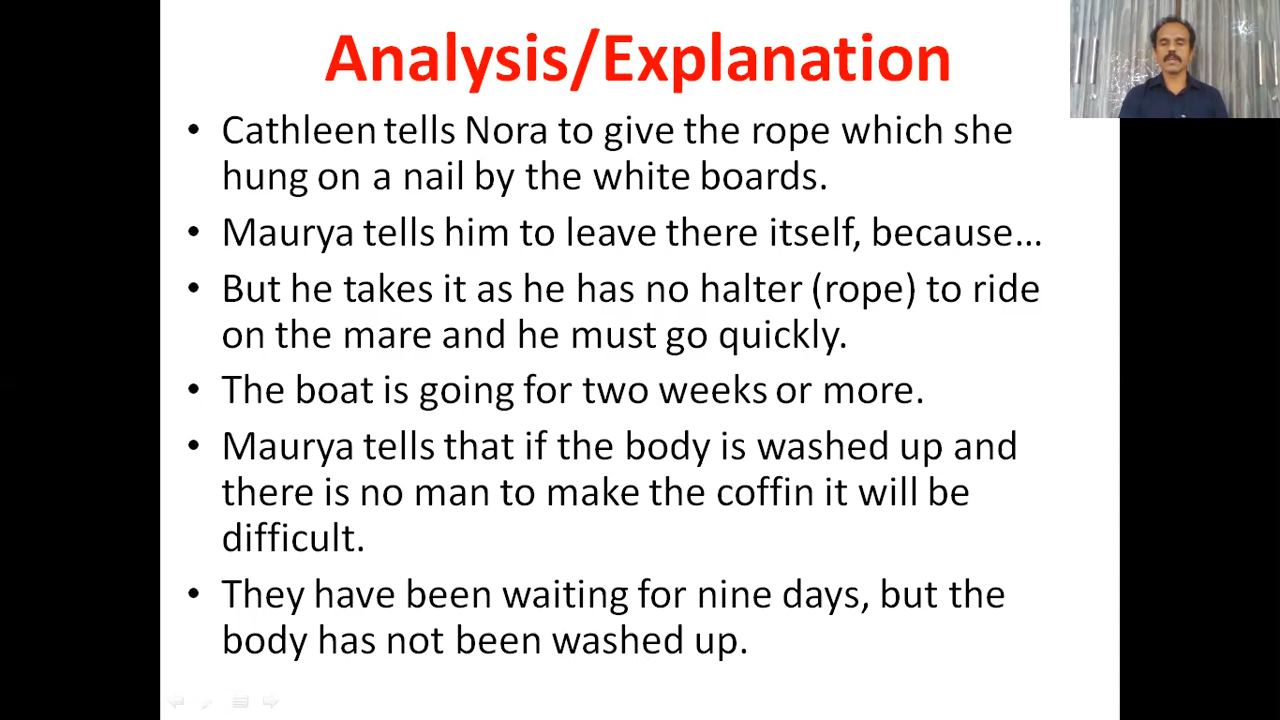 Analysis/Explanation
• Cathleen tells Nora to give the rope which she
hung on a nail by the white boards.
• Maurya tells him to leave there itself, because...
• But he takes it as he has no halter (rope) to ride
on the mare and he must go quickly.
• The boat is going for two weeks or more.
• Maurya tells that if the body is washed up and
there is no man to make the coffin it will be
difficult.
• They have been waiting for nine days, but the
body has not been washed up.